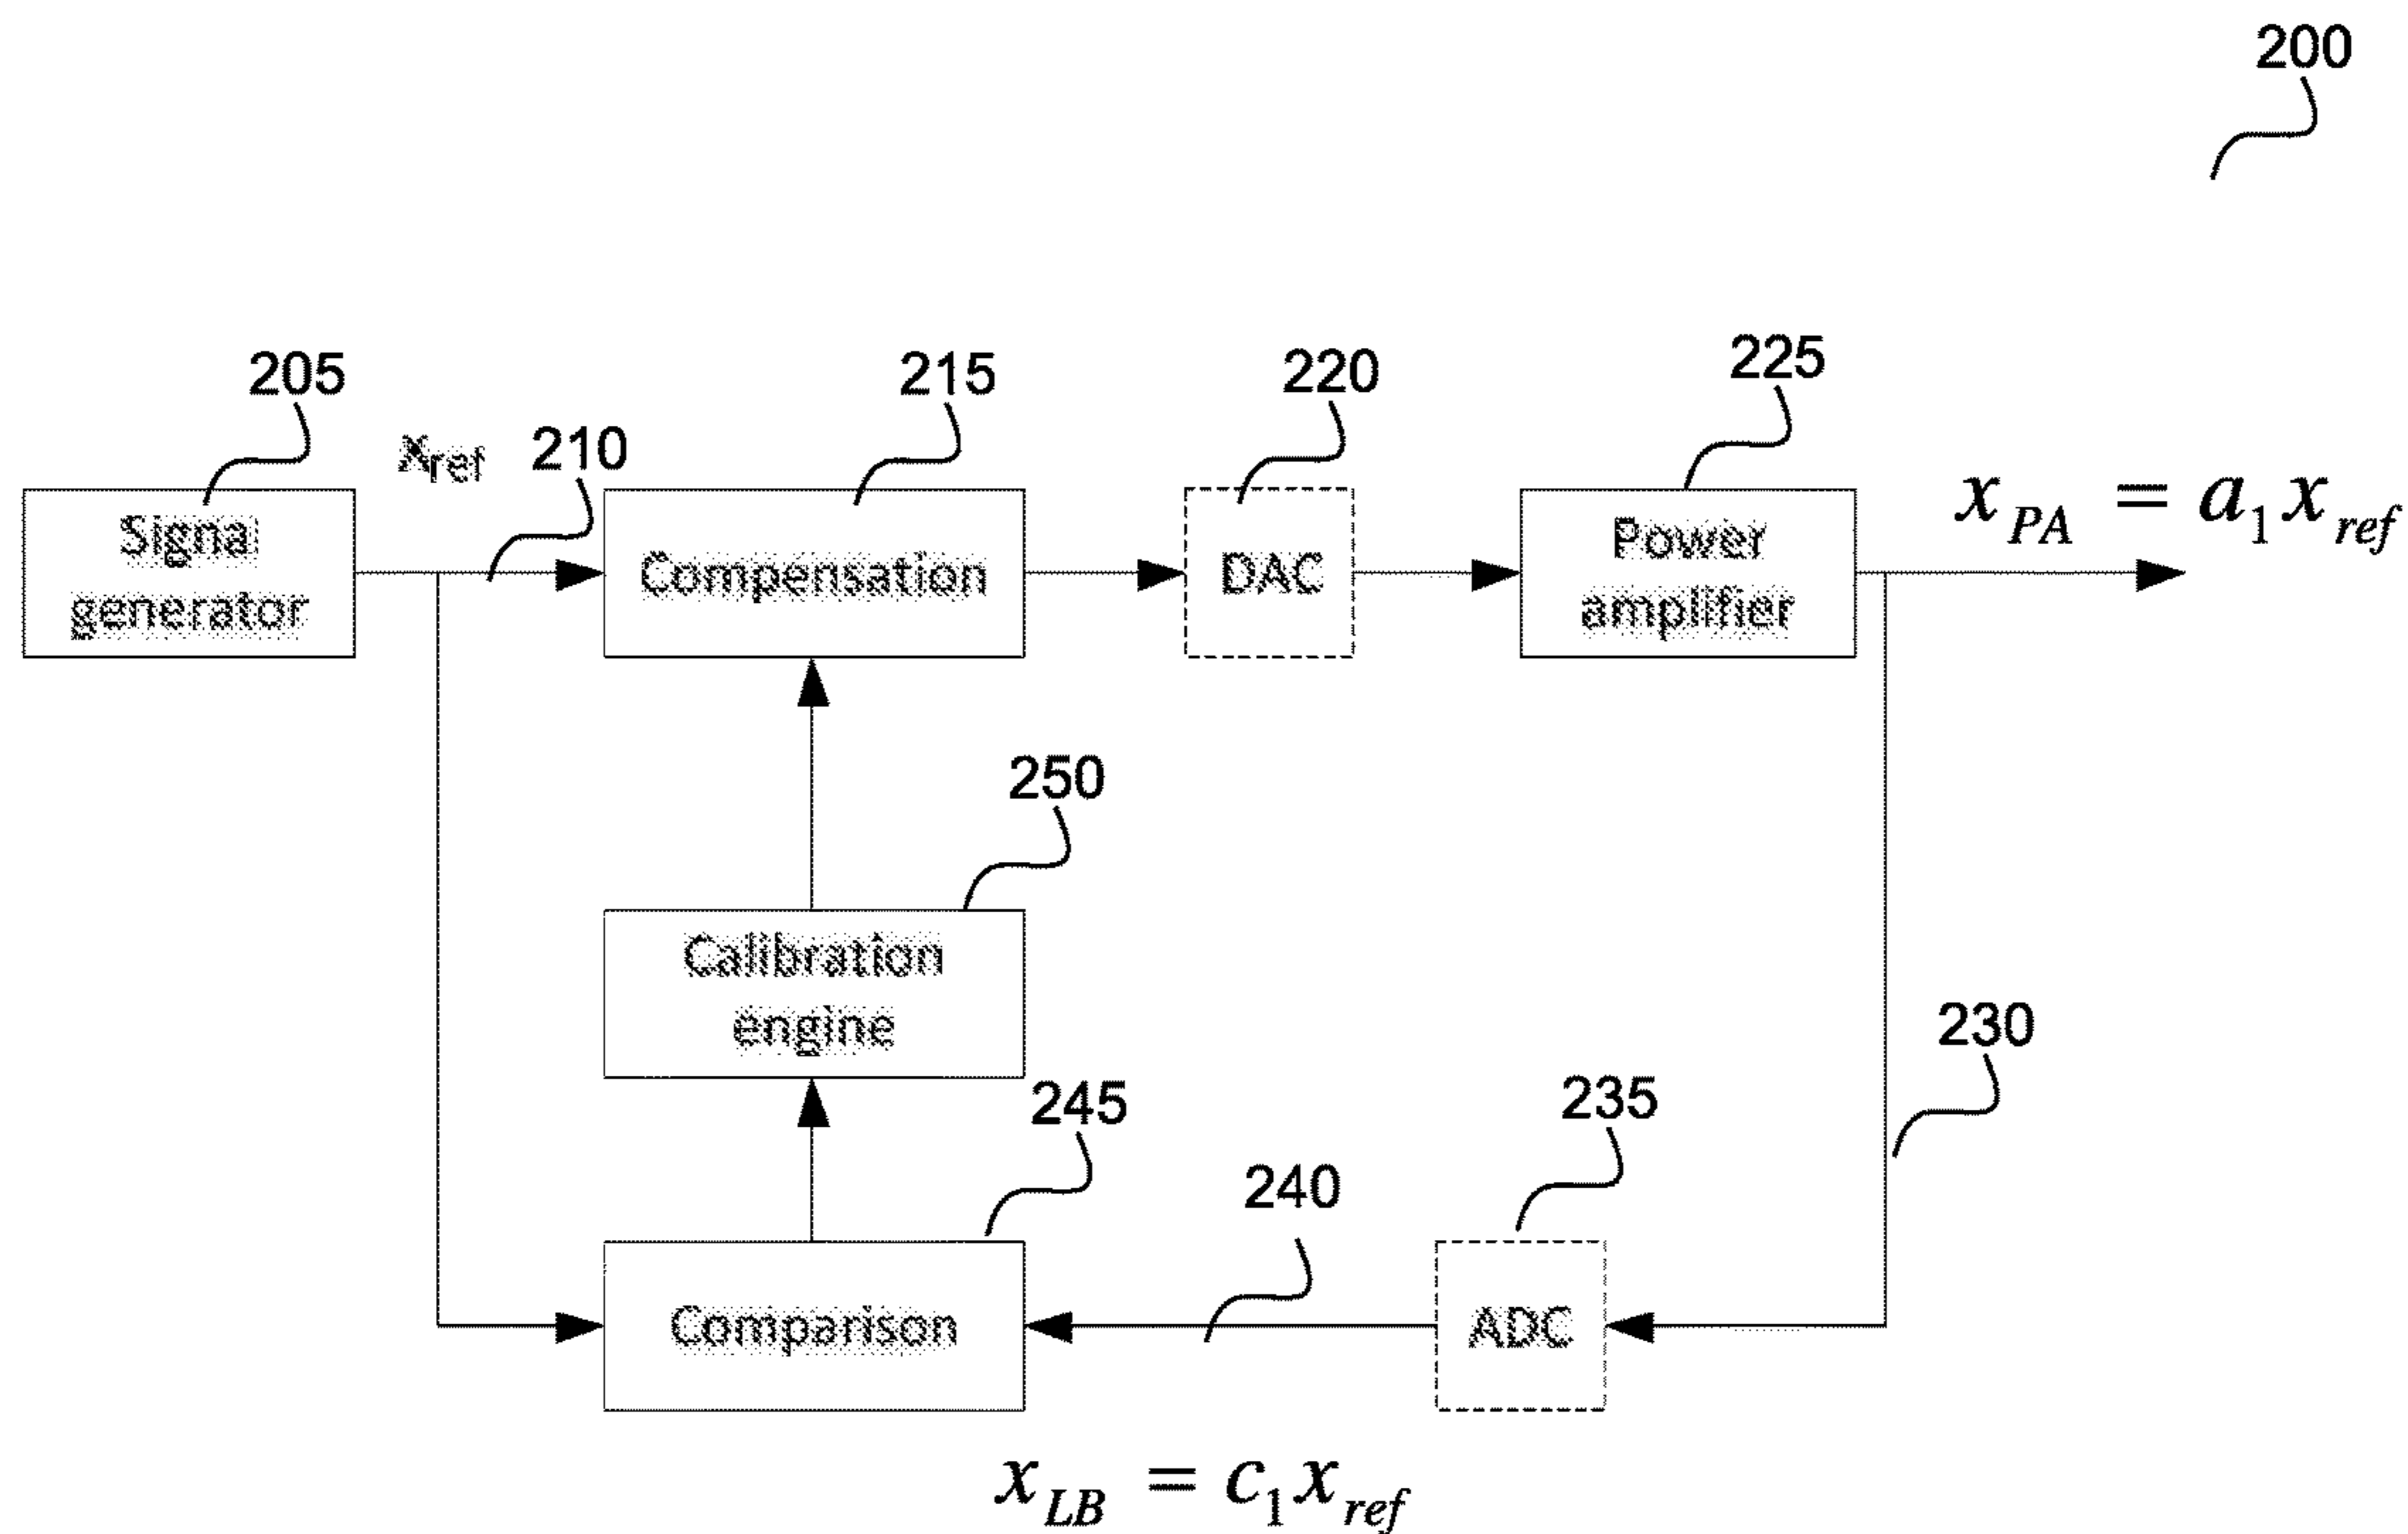 200
205
215
220
225
x_ref
210
Signal
generator
Compensation
DAC
Power
amplifier
x_PA = a_1 x_ref
250
Calibration
engine
230
245
235
240
Comparison
ADC
x_LB = c_1 x_ref